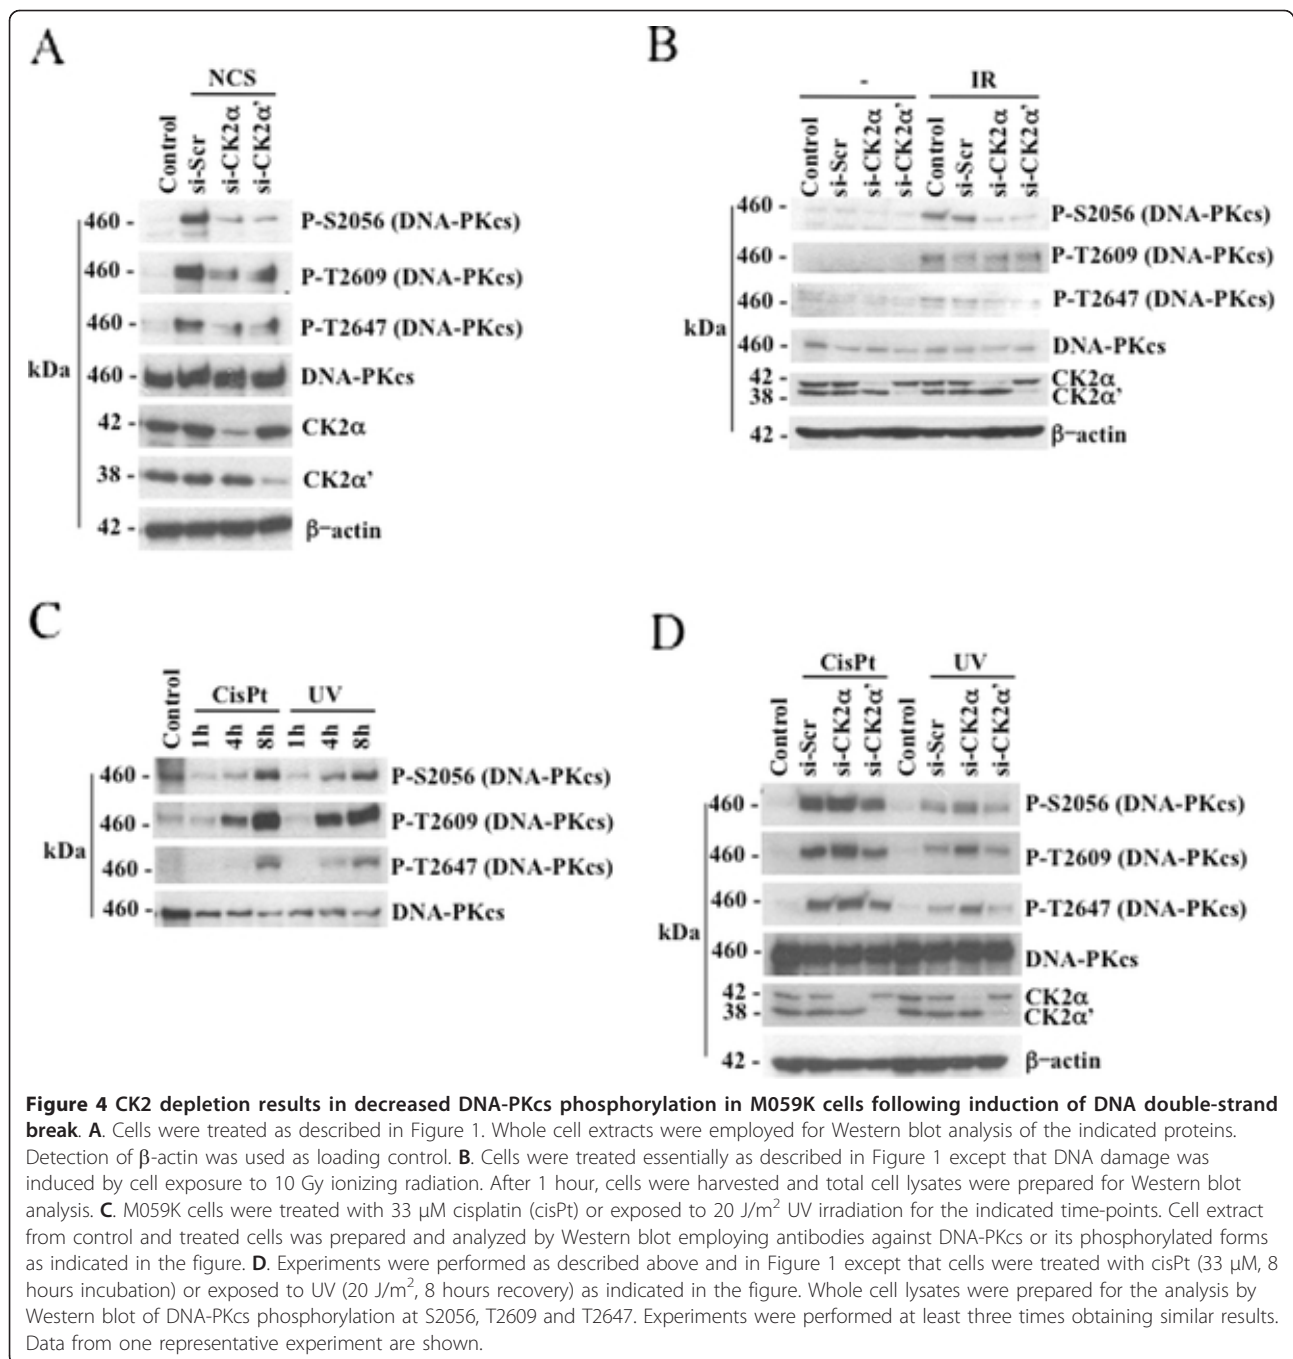 A
NCS
Control
si-Scr
si-CK2α
si-CK2α’
460 - P-S2056 (DNA-PKcs)
460 - P-T2609 (DNA-PKcs)
460 - P-T2647 (DNA-PKcs)
kDa
460 - DNA-PKcs
42 - CK2α
38 - CK2α’
42 - β-actin
B
- IR
Control
si-Scr
si-CK2α
si-CK2α’
Control
si-Scr
si-CK2α
si-CK2α’
460 - P-S2056 (DNA-PKcs)
460 - P-T2609 (DNA-PKcs)
460 - P-T2647 (DNA-PKcs)
kDa
460 - DNA-PKcs
42 - CK2α
38 - CK2α’
42 - β-actin
C
CisPt UV
Control
1h
4h
8h
1h
4h
8h
460 - P-S2056 (DNA-PKcs)
460 - P-T2609 (DNA-PKcs)
kDa
460 - P-T2647 (DNA-PKcs)
460 - DNA-PKcs
D
CisPt UV
Control
si-Scr
si-CK2α
si-CK2α’
Control
si-Scr
si-CK2α
si-CK2α’
460 - P-S2056 (DNA-PKcs)
460 - P-T2609 (DNA-PKcs)
460 - P-T2647 (DNA-PKcs)
kDa
460 - DNA-PKcs
42 - CK2α
38 - CK2α’
42 - β-actin
Figure 4 CK2 depletion results in decreased DNA-PKcs phosphorylation in M059K cells following induction of DNA double-strand
break. A. Cells were treated as described in Figure 1. Whole cell extracts were employed for Western blot analysis of the indicated proteins.
Detection of β-actin was used as loading control. B. Cells were treated essentially as described in Figure 1 except that DNA damage was
induced by cell exposure to 10 Gy ionizing radiation. After 1 hour, cells were harvested and total cell lysates were prepared for Western blot
analysis. C. M059K cells were treated with 33 μM cisplatin (cisPt) or exposed to 20 J/m² UV irradiation for the indicated time-points. Cell extract
from control and treated cells was prepared and analyzed by Western blot employing antibodies against DNA-PKcs or its phosphorylated forms
as indicated in the figure. D. Experiments were performed as described above and in Figure 1 except that cells were treated with cisPt (33 μM, 8
hours incubation) or exposed to UV (20 J/m², 8 hours recovery) as indicated in the figure. Whole cell lysates were prepared for the analysis by
Western blot of DNA-PKcs phosphorylation at S2056, T2609 and T2647. Experiments were performed at least three times obtaining similar results.
Data from one representative experiment are shown.